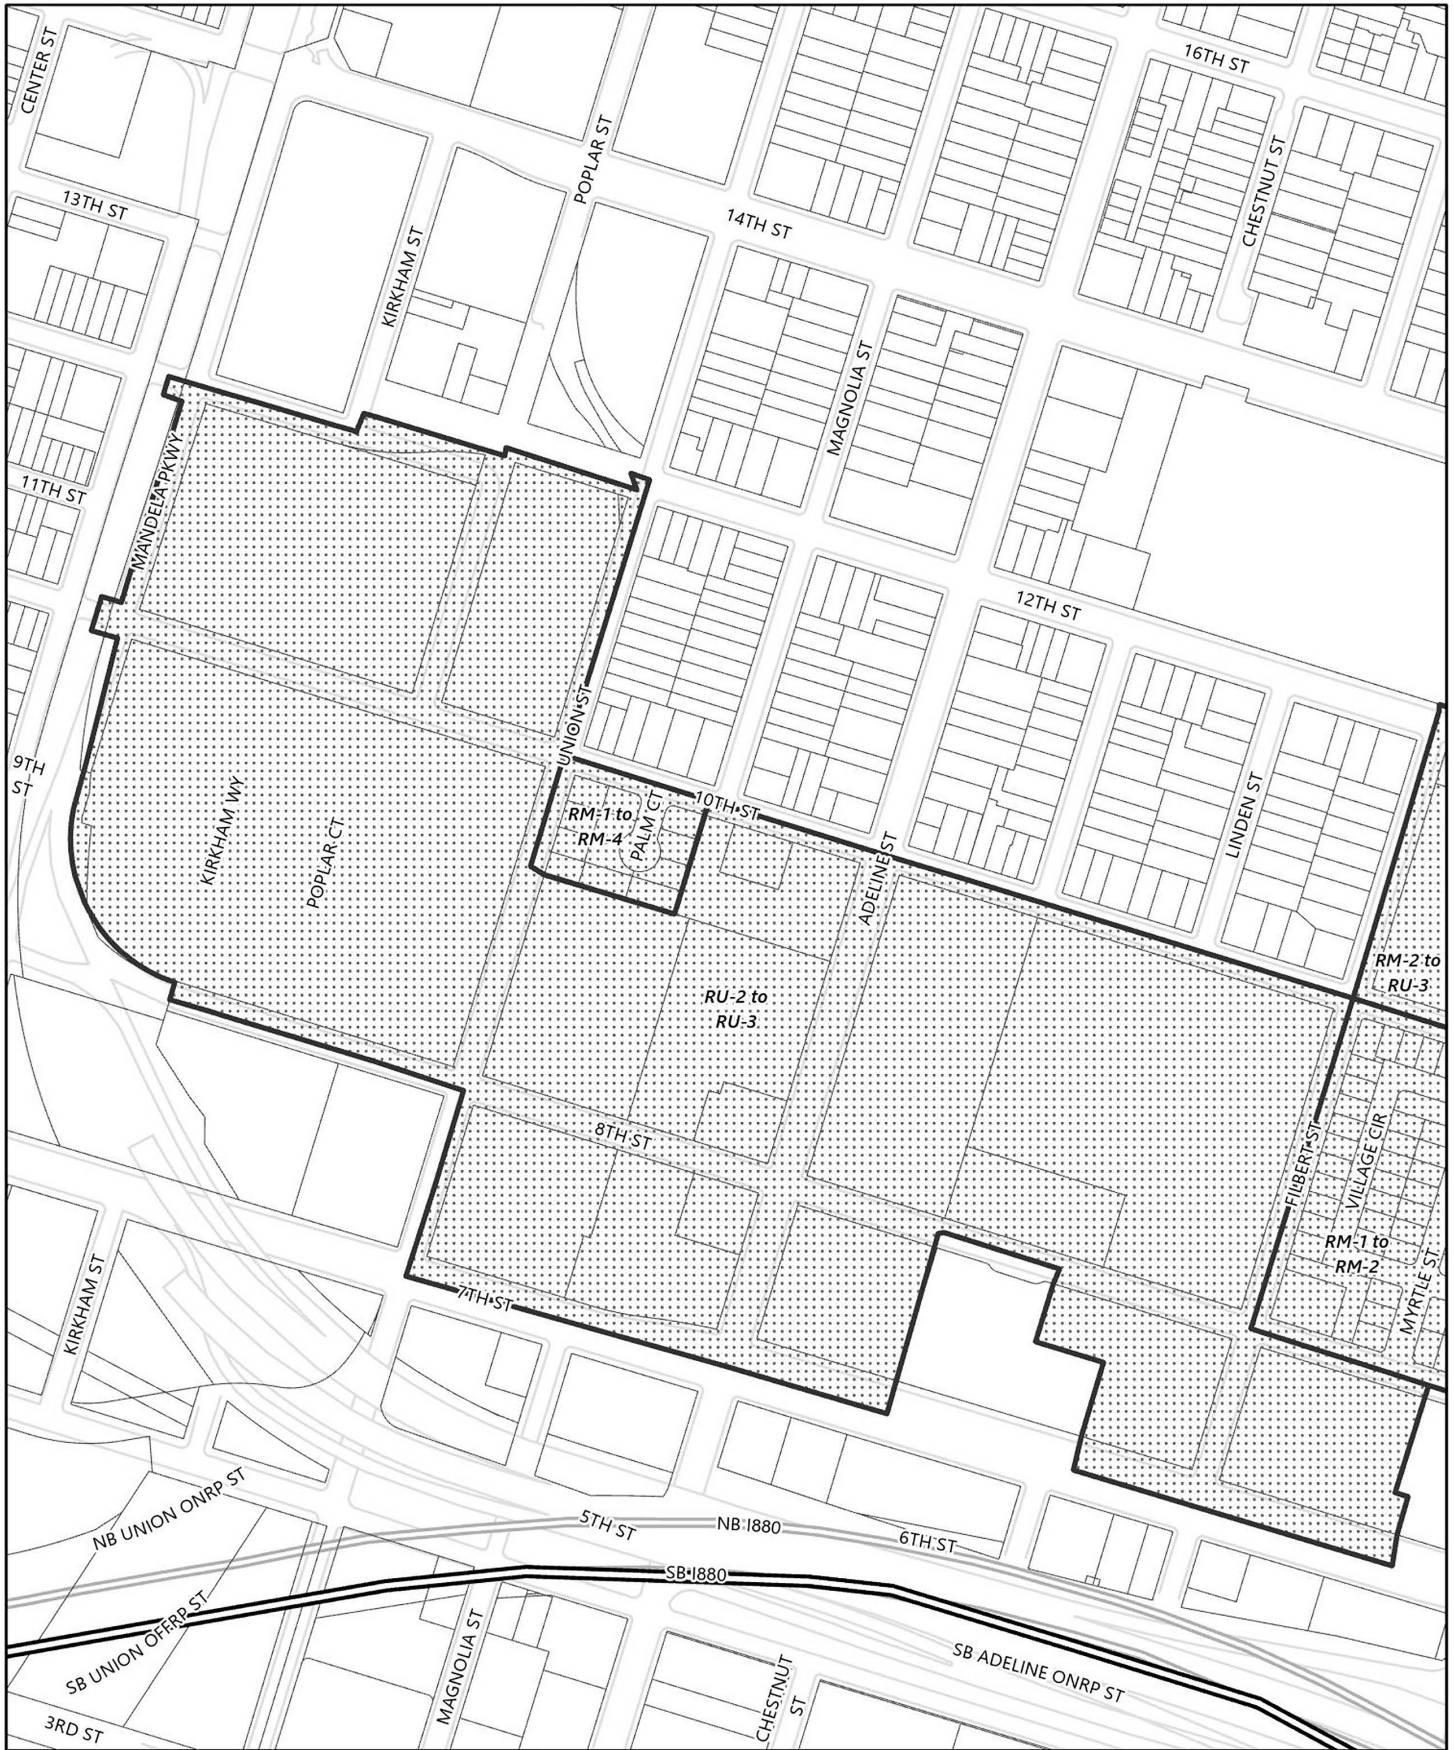 CENTER ST
16TH ST
POPLAR ST
CHESTNUT ST
13TH ST
14TH ST
KIRKHAM ST
MAGNOLIA ST
MANDELA PKWY
11TH ST
12TH ST
UNION ST
9TH
ST
10TH ST
RM-1 to
RM-4
PALM CT
KIRKHAM WY
POPLAR CT
LINDEN ST
ADELINE ST
RM-2 to
RU-3
RU-2 to
RU-3
8TH ST
FILBERT ST
VILLAGE CIR
RM-1 to
RM-2
MYRTLE ST
7TH ST
KIRKHAM ST
NB UNION ONRP ST
5TH ST
NB I880
6TH ST
SB I880
SB UNION OFFRP ST
MAGNOLIA ST
CHESTNUT
ST
SB ADELINE ONRP ST
3RD ST